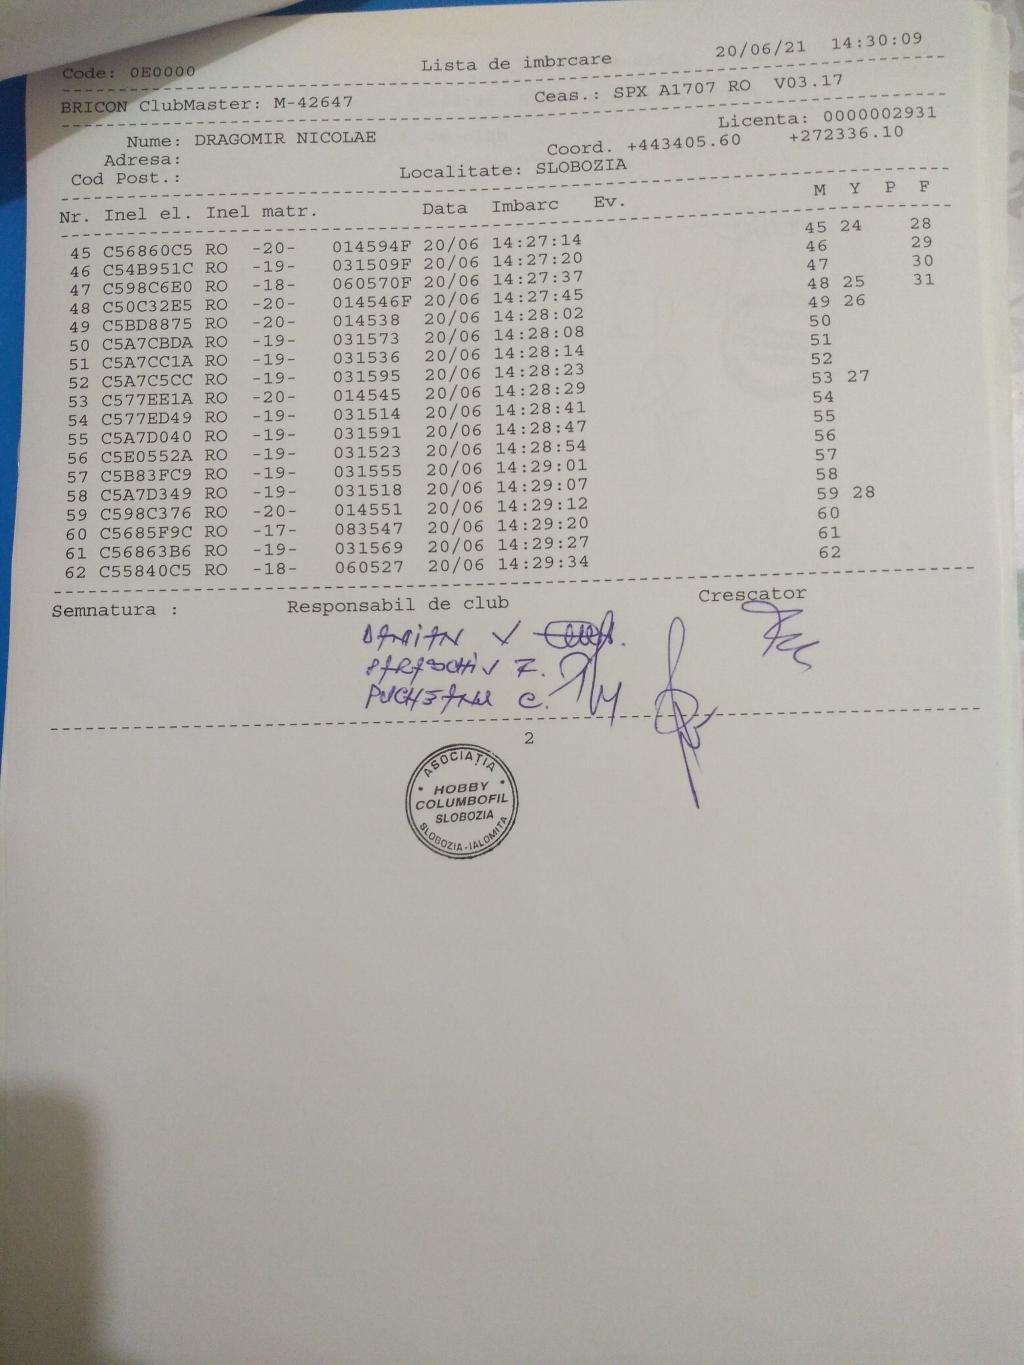 Code: 0E0000 Lista de imbrcare 20/06/21 14:30:09
BRICON ClubMaster: M-42647 Ceas.: SPX A1707 RO V03.17
Nume: DRAGOMIR NICOLAE Licenta: 0000002931
Adresa: Coord. +443405.60 +272336.10
Cod Post.: Localitate: SLOBOZIA
Nr. Inel el. Inel matr. Data Imbarc Ev. M Y P F
45 C56860C5 RO -20- 014594F 20/06 14:27:14 45 24 28
46 C54B951C RO -19- 031509F 20/06 14:27:20 46 29
47 C598C6E0 RO -18- 060570F 20/06 14:27:37 47 30
48 C50C32E5 RO -20- 014546F 20/06 14:27:45 48 25 31
49 C5BD8875 RO -20- 014538 20/06 14:28:02 49 26
50 C5A7CBDA RO -19- 031573 20/06 14:28:08 50
51 C5A7CC1A RO -19- 031536 20/06 14:28:14 51
52 C5A7C5CC RO -19- 031595 20/06 14:28:23 52
53 C577EE1A RO -20- 014545 20/06 14:28:29 53 27
54 C577ED49 RO -19- 031514 20/06 14:28:41 54
55 C5A7D040 RO -19- 031591 20/06 14:28:47 55
56 C5E0552A RO -19- 031523 20/06 14:28:54 56
57 C5B83FC9 RO -19- 031555 20/06 14:29:01 57
58 C5A7D349 RO -19- 031518 20/06 14:29:07 58
59 C598C376 RO -20- 014551 20/06 14:29:12 59 28
60 C5685F9C RO -17- 083547 20/06 14:29:20 60
61 C56863B6 RO -19- 031569 20/06 14:29:27 61
62 C55840C5 RO -18- 060527 20/06 14:29:34 62
Semnatura : Responsabil de club Crescator
DAMIAN V
PARASCHIV Z.
C.
2
ASOCIAȚIA
HOBBY
COLUMBOFIL
SLOBOZIA
SLOBOZIA-IALOMITA